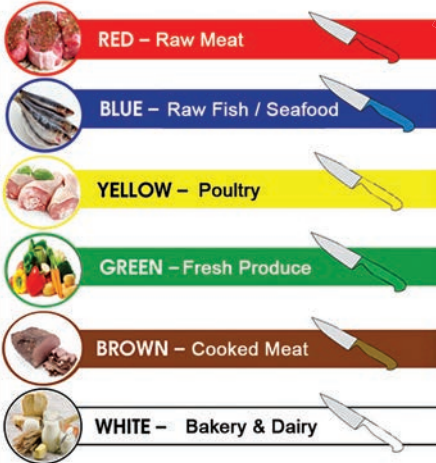 RED – Raw Meat
BLUE – Raw Fish / Seafood
YELLOW – Poultry
GREEN – Fresh Produce
BROWN – Cooked Meat
WHITE – Bakery & Dairy